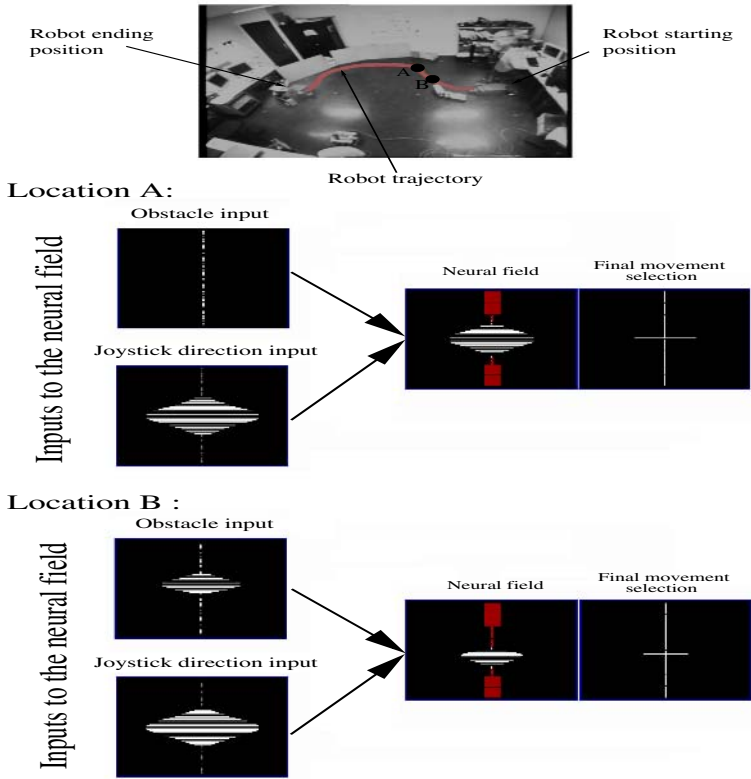 Robot ending
position
Robot starting
position
A
B
Robot trajectory
Location A:
Inputs to the neural field
Obstacle input
Joystick direction input
Neural field
Final movement
selection
Location B :
Inputs to the neural field
Obstacle input
Joystick direction input
Neural field
Final movement
selection